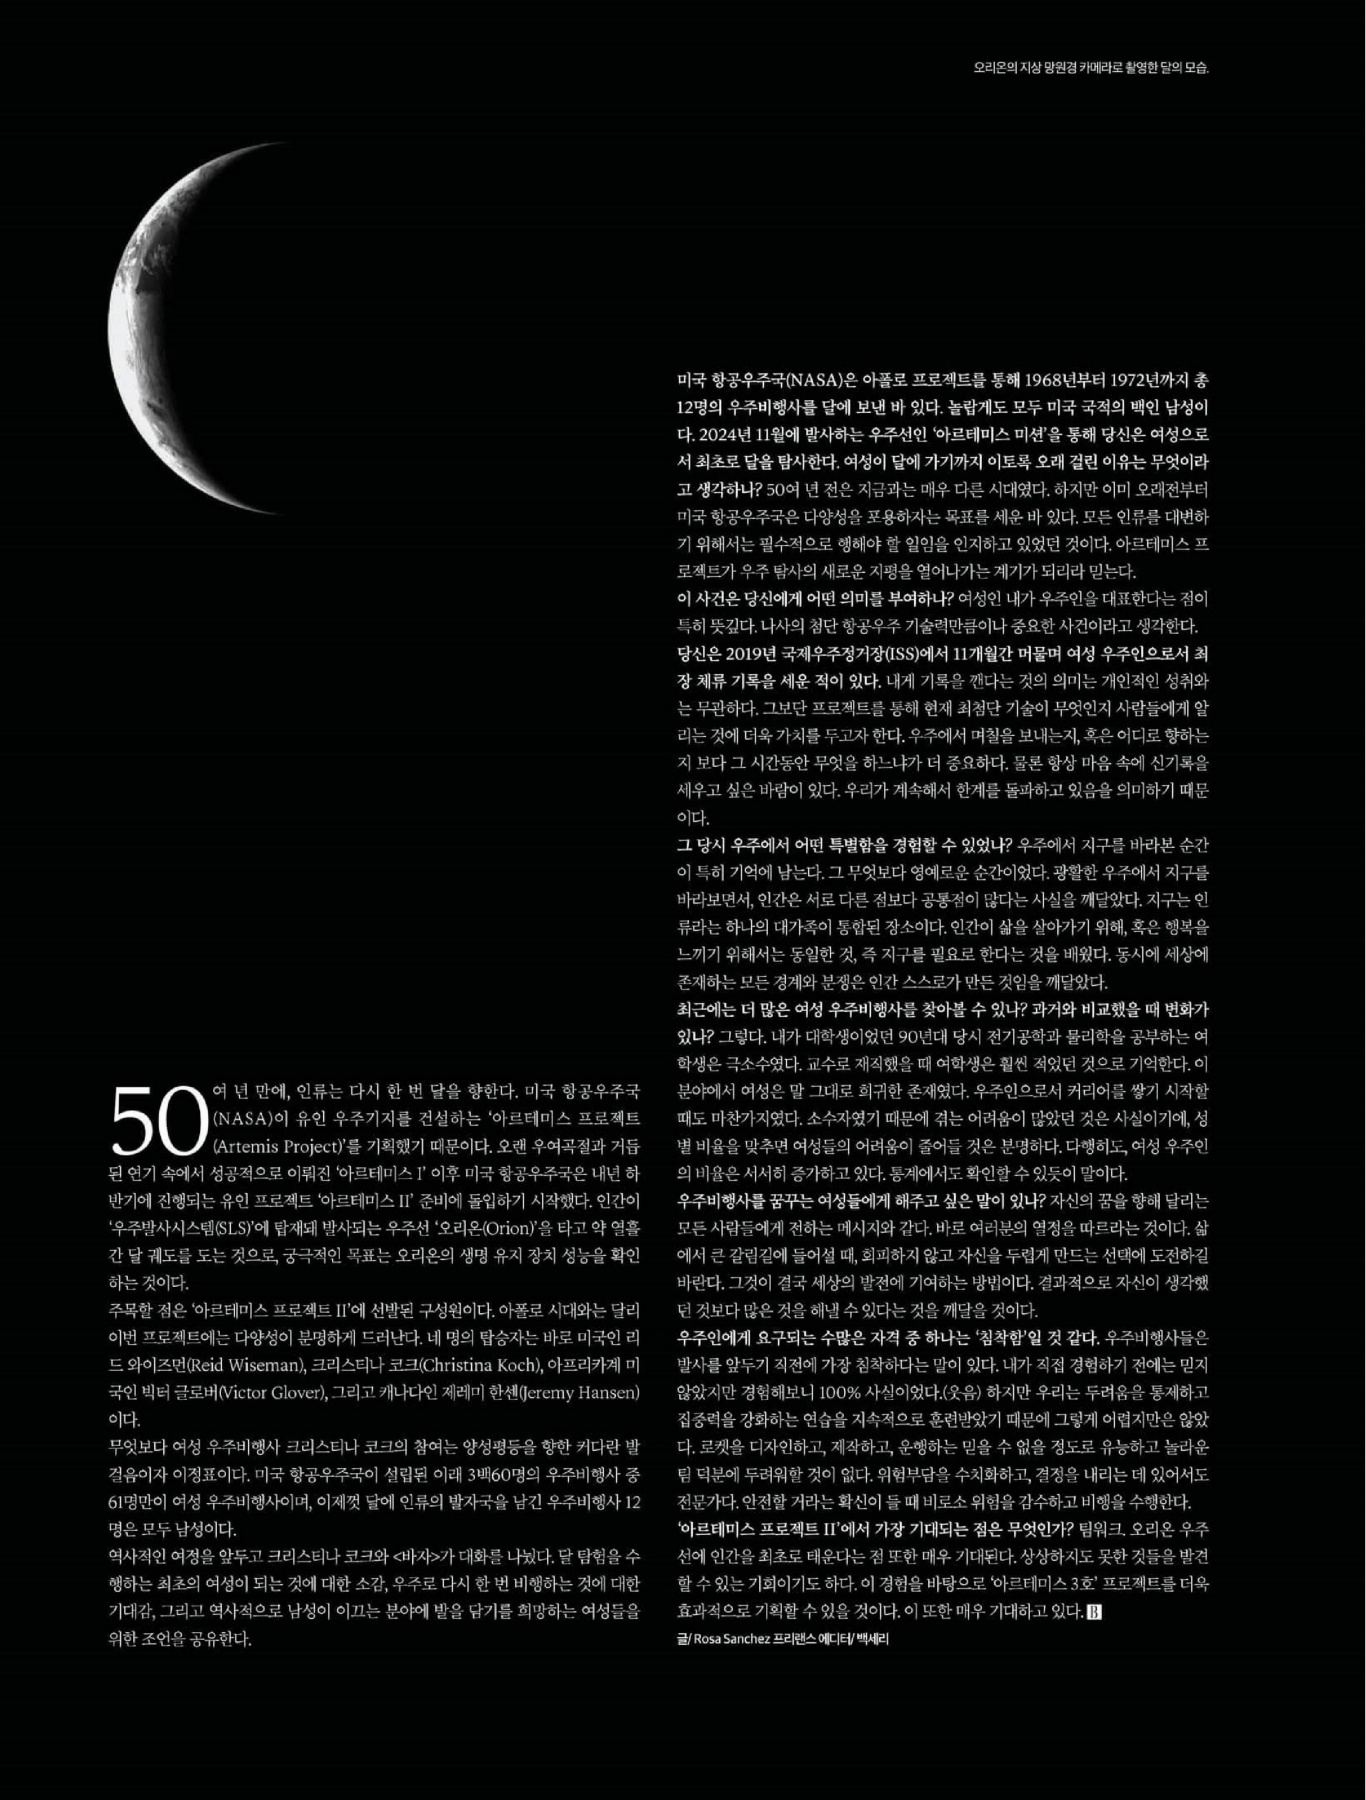 오리온의 지상 망원경 카메라로 촬영한 달의 모습.
50여 년 만에, 인류는 다시 한 번 달을 향한다. 미국 항공우주국
(NASA)이 유인 우주기지를 건설하는 ‘아르테미스 프로젝트
(Artemis Project)’를 기획했기 때문이다. 오랜 우여곡절과 거듭
된 연기 속에서 성공적으로 이뤄진 ‘아르테미스 I’ 이후 미국 항공우주국은 내년 하
반기에 진행되는 유인 프로젝트 ‘아르테미스 II’ 준비에 돌입하기 시작했다. 인간이
‘우주발사시스템(SLS)’에 탑재돼 발사되는 우주선 ‘오리온(Orion)’을 타고 약 열흘
간 달 궤도를 도는 것으로, 궁극적인 목표는 오리온의 생명 유지 장치 성능을 확인
하는 것이다.
주목할 점은 ‘아르테미스 프로젝트 II’에 선발된 구성원이다. 아폴로 시대와는 달리
이번 프로젝트에는 다양성이 분명하게 드러난다. 네 명의 탑승자는 바로 미국인 리
드 와이즈먼(Reid Wiseman), 크리스티나 코크(Christina Koch), 아프리카계 미
국인 빅터 글로버(Victor Glover), 그리고 캐나다인 제레미 한센(Jeremy Hansen)
이다.
무엇보다 여성 우주비행사 크리스티나 코크의 참여는 양성평등을 향한 커다란 발
걸음이자 이정표이다. 미국 항공우주국이 설립된 이래 3백60명의 우주비행사 중
61명만이 여성 우주비행사이며, 이제껏 달에 인류의 발자국을 남긴 우주비행사 12
명은 모두 남성이다.
역사적인 여정을 앞두고 크리스티나 코크와 <바자>가 대화를 나눴다. 달 탐험을 수
행하는 최초의 여성이 되는 것에 대한 소감, 우주로 다시 한 번 비행하는 것에 대한
기대감, 그리고 역사적으로 남성이 이끄는 분야에 발을 담기를 희망하는 여성들을
위한 조언을 공유한다.
미국 항공우주국(NASA)은 아폴로 프로젝트를 통해 1968년부터 1972년까지 총
12명의 우주비행사를 달에 보낸 바 있다. 놀랍게도 모두 미국 국적의 백인 남성이
다. 2024년 11월에 발사하는 우주선인 ‘아르테미스 미션’을 통해 당신은 여성으로
서 최초로 달을 탐사한다. 여성이 달에 가기까지 이토록 오래 걸린 이유는 무엇이라
고 생각하나? 50여 년 전은 지금과는 매우 다른 시대였다. 하지만 이미 오래전부터
미국 항공우주국은 다양성을 포용하자는 목표를 세운 바 있다. 모든 인류를 대변하
기 위해서는 필수적으로 행해야 할 일임을 인지하고 있었던 것이다. 아르테미스 프
로젝트가 우주 탐사의 새로운 지평을 열어나가는 계기가 되리라 믿는다.
이 사건은 당신에게 어떤 의미를 부여하나? 여성인 내가 우주인을 대표한다는 점이
특히 뜻깊다. 나사의 첨단 항공우주 기술력만큼이나 중요한 사건이라고 생각한다.
당신은 2019년 국제우주정거장(ISS)에서 11개월간 머물며 여성 우주인으로서 최
장 체류 기록을 세운 적이 있다. 내게 기록을 깬다는 것의 의미는 개인적인 성취와
는 무관하다. 그보단 프로젝트를 통해 현재 최첨단 기술이 무엇인지 사람들에게 알
리는 것에 더욱 가치를 두고자 한다. 우주에서 며칠을 보내는지, 혹은 어디로 향하는
지 보다 그 시간동안 무엇을 하느냐가 더 중요하다. 물론 항상 마음 속에 신기록을
세우고 싶은 바람이 있다. 우리가 계속해서 한계를 돌파하고 있음을 의미하기 때문
이다.
그 당시 우주에서 어떤 특별함을 경험할 수 있었나? 우주에서 지구를 바라본 순간
이 특히 기억에 남는다. 그 무엇보다 영예로운 순간이었다. 광활한 우주에서 지구를
바라보면서, 인간은 서로 다른 점보다 공통점이 많다는 사실을 깨달았다. 지구는 인
류라는 하나의 대가족이 통합된 장소이다. 인간이 삶을 살아가기 위해, 혹은 행복을
느끼기 위해서는 동일한 것, 즉 지구를 필요로 한다는 것을 배웠다. 동시에 세상에
존재하는 모든 경계와 분쟁은 인간 스스로가 만든 것임을 깨달았다.
최근에는 더 많은 여성 우주비행사를 찾아볼 수 있나? 과거와 비교했을 때 변화가
있나? 그렇다. 내가 대학생이었던 90년대 당시 전기공학과 물리학을 공부하는 여
학생은 극소수였다. 교수로 재직했을 때 여학생은 훨씬 적었던 것으로 기억한다. 이
분야에서 여성은 말 그대로 희귀한 존재였다. 우주인으로서 커리어를 쌓기 시작할
때도 마찬가지였다. 소수자였기 때문에 겪는 어려움이 많았던 것은 사실이기에, 성
별 비율을 맞추면 여성들의 어려움이 줄어들 것은 분명하다. 다행히도, 여성 우주인
의 비율은 서서히 증가하고 있다. 통계에서도 확인할 수 있듯이 말이다.
우주비행사를 꿈꾸는 여성들에게 해주고 싶은 말이 있나? 자신의 꿈을 향해 달리는
모든 사람들에게 전하는 메시지와 같다. 바로 여러분의 열정을 따르라는 것이다. 삶
에서 큰 갈림길에 들어설 때, 회피하지 않고 자신을 두렵게 만드는 선택에 도전하길
바란다. 그것이 결국 세상의 발전에 기여하는 방법이다. 결과적으로 자신이 생각했
던 것보다 많은 것을 해낼 수 있다는 것을 깨달을 것이다.
우주인에게 요구되는 수많은 자격 중 하나는 ‘침착함’일 것 같다. 우주비행사들은
발사를 앞두기 직전에 가장 침착하다는 말이 있다. 내가 직접 경험하기 전에는 믿지
않았지만 경험해보니 100% 사실이었다.(웃음) 하지만 우리는 두려움을 통제하고
집중력을 강화하는 연습을 지속적으로 훈련받았기 때문에 그렇게 어렵지만은 않았
다. 로켓을 디자인하고, 제작하고, 운행하는 믿을 수 없을 정도로 유능하고 놀라운
팀 덕분에 두려워할 것이 없다. 위험부담을 수치화하고, 결정을 내리는 데 있어서도
전문가다. 안전할 거라는 확신이 들 때 비로소 위험을 감수하고 비행을 수행한다.
‘아르테미스 프로젝트 II’에서 가장 기대되는 점은 무엇인가? 팀워크. 오리온 우주
선에 인간을 최초로 태운다는 점 또한 매우 기대된다. 상상하지도 못한 것들을 발견
할 수 있는 기회이기도 하다. 이 경험을 바탕으로 ‘아르테미스 3호’ 프로젝트를 더욱
효과적으로 기획할 수 있을 것이다. 이 또한 매우 기대하고 있다. B
글/ Rosa Sanchez 프리랜스 에디터/ 백세리